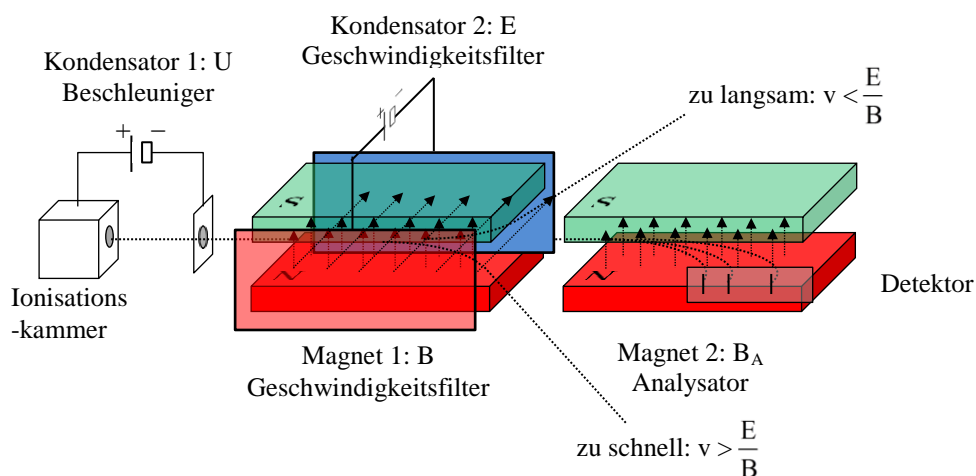 Kondensator 2: E
Geschwindigkeitsfilter
Kondensator 1: U
Beschleuniger
zu langsam: v < E/B
+ −
+ −
S
S
N
N
Ionisations
-kammer
Detektor
Magnet 1: B
Geschwindigkeitsfilter
Magnet 2: B_A
Analysator
zu schnell: v > E/B